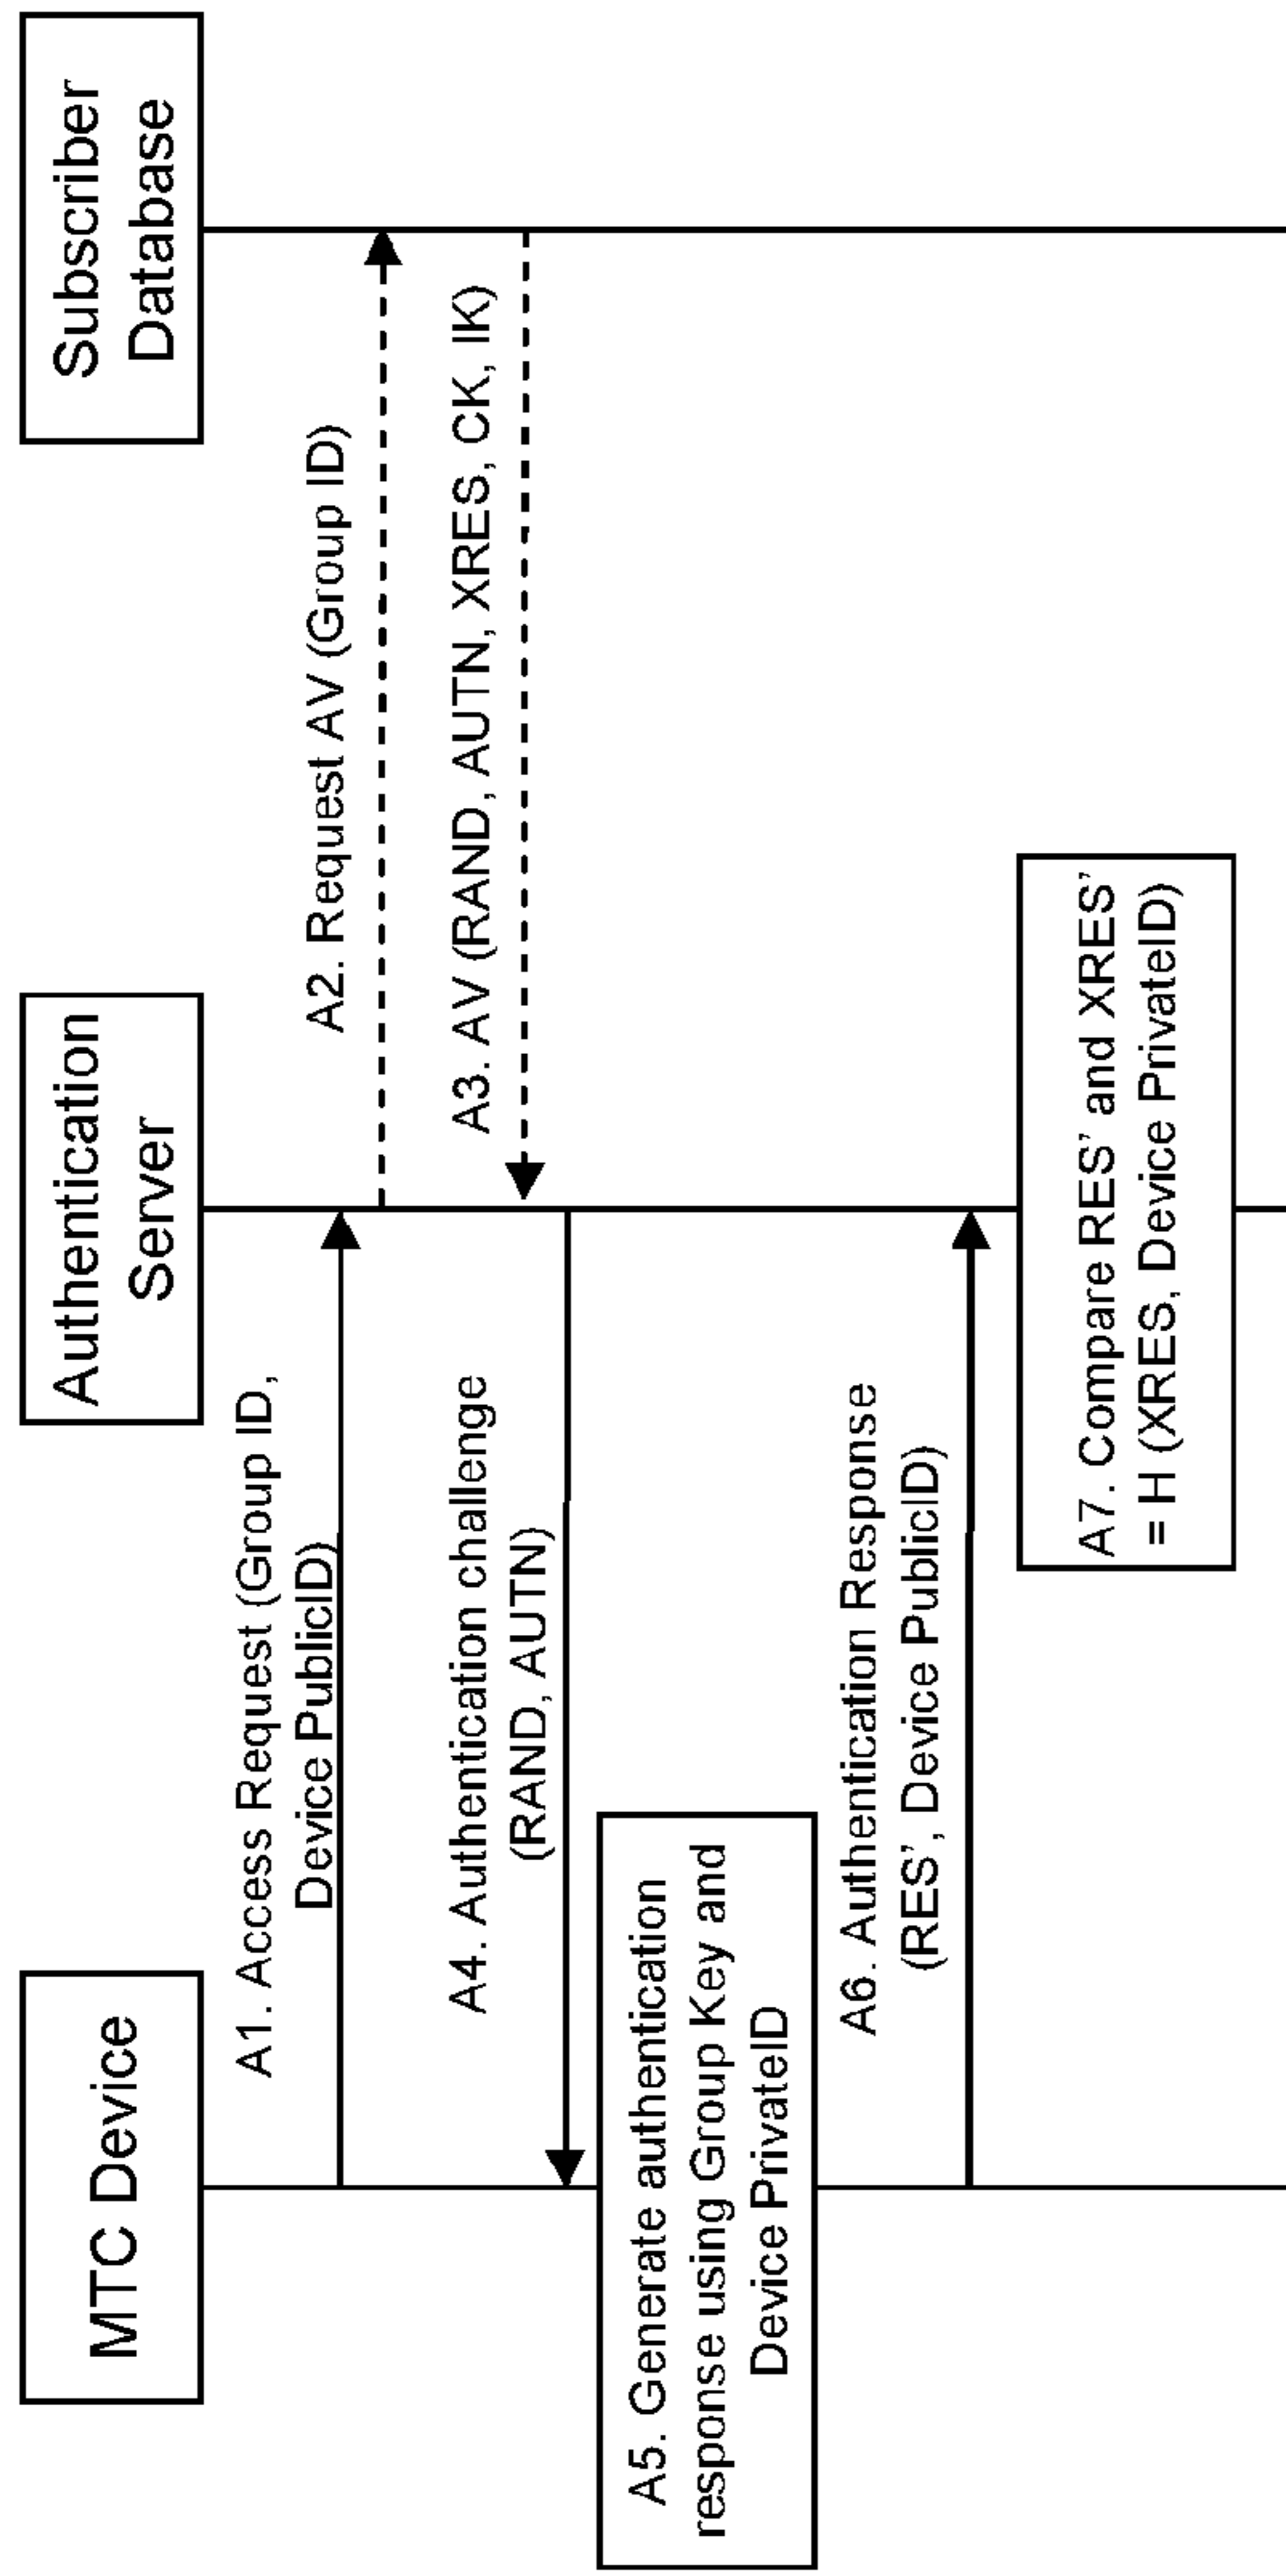 MTC Device
Authentication
Server
Subscriber
Database
A1. Access Request (Group ID,
Device PublicID)
A2. Request AV (Group ID)
A3. AV (RAND, AUTN, XRES, CK, IK)
A4. Authentication challenge
(RAND, AUTN)
A5. Generate authentication
response using Group Key and
Device PrivateID
A6. Authentication Response
(RES’, Device PublicID)
A7. Compare RES’ and XRES’
= H (XRES, Device PrivateID)